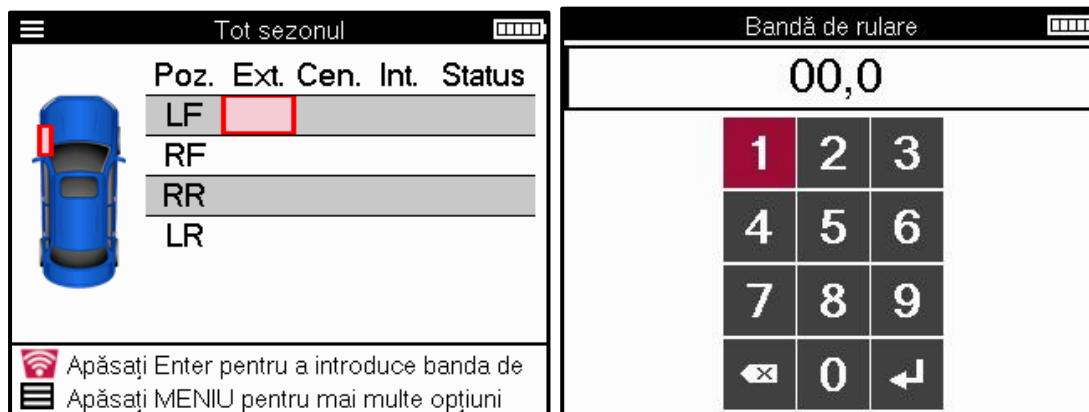 Tot sezonul
Poz. Ext. Cen. Int. Status
LF
RF
RR
LR
Apăsați Enter pentru a introduce banda de
Apăsați MENIU pentru mai multe opțiuni
Bandă de rulare
00,0
1 2 3
4 5 6
7 8 9
0